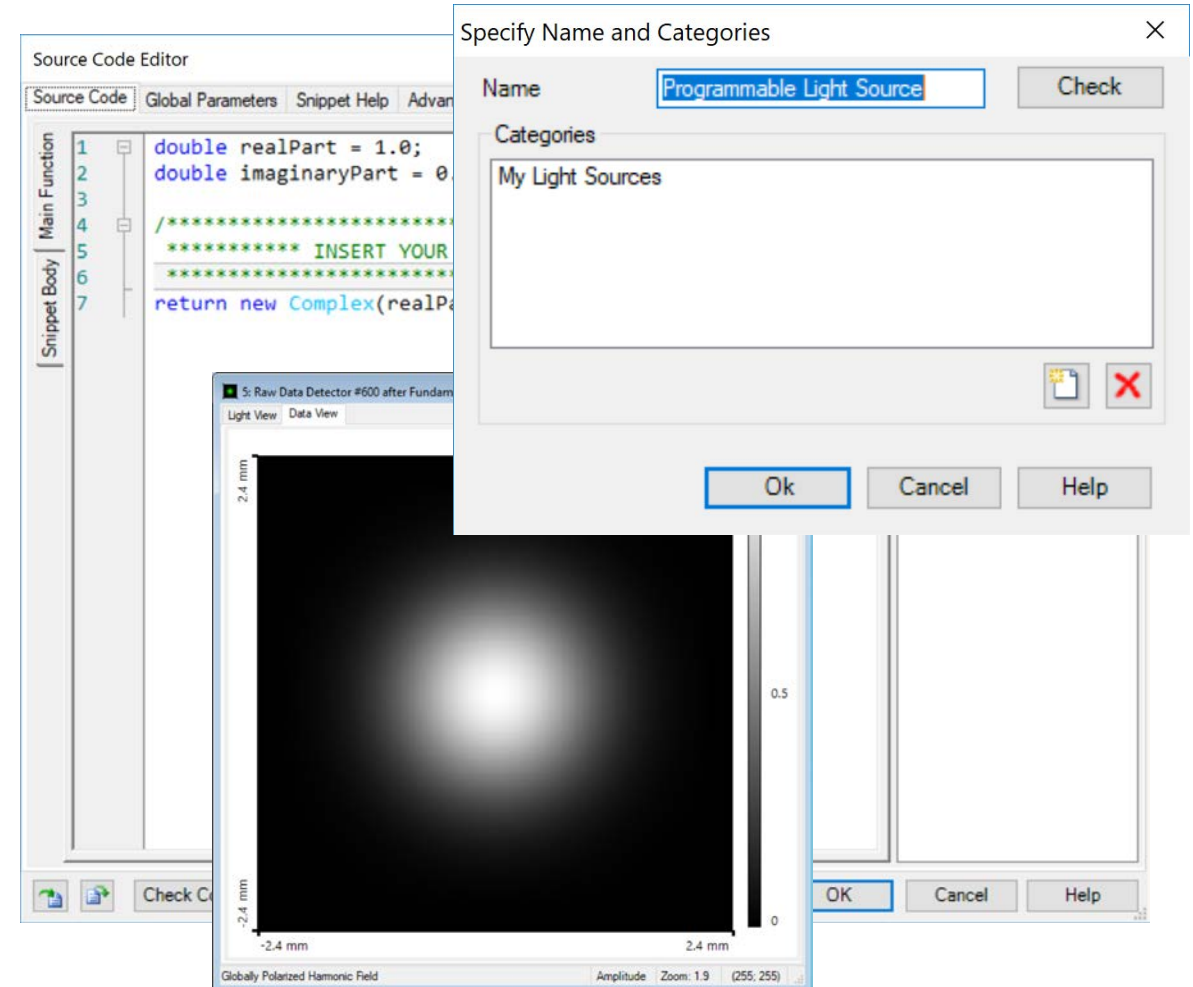 Source Code Editor
Source Code Global Parameters Snippet Help
Main Function
Snippet Body
1 double realPart = 1.0;
2 double imaginaryPart = 0.
3
4 /**************************
5 *********** INSERT YOUR
6 **************************
7 return new Complex(realPa
Check
OK Cancel Help
Specify Name and Categories
Name Programmable Light Source Check
Categories
My Light Sources
Ok Cancel Help
5: Raw Data Detector #600 after
Light View Data View
2.4 mm
-2.4 mm
-2.4 mm 2.4 mm
0.5
0
Globally Polarized Harmonic Field Amplitude Zoom: 1.9 (255; 255)